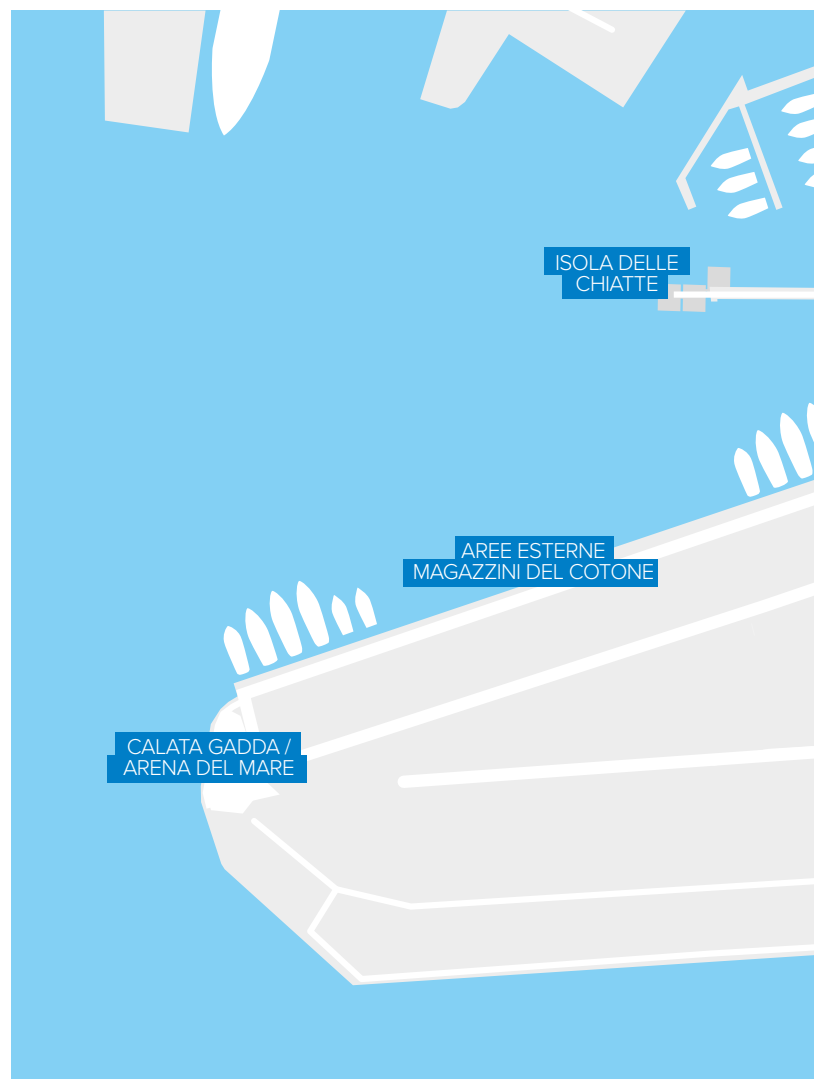 ISOLA DELLE
CHIATTE
AREE ESTERNE
MAGAZZINI DEL COTONE
CALATA GADDA /
ARENA DEL MARE